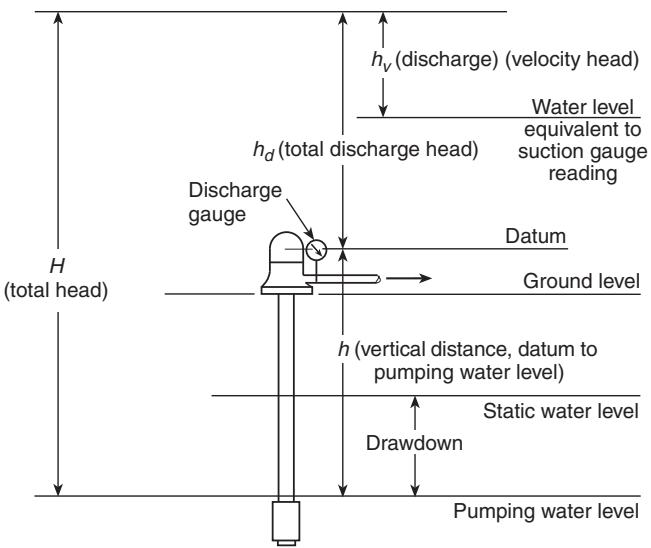 h_v (discharge) (velocity head)
Water level
equivalent to
suction gauge
reading
h_d (total discharge head)
Discharge
gauge
Datum
H
(total head)
Ground level
h (vertical distance, datum to
pumping water level)
Static water level
Drawdown
Pumping water level